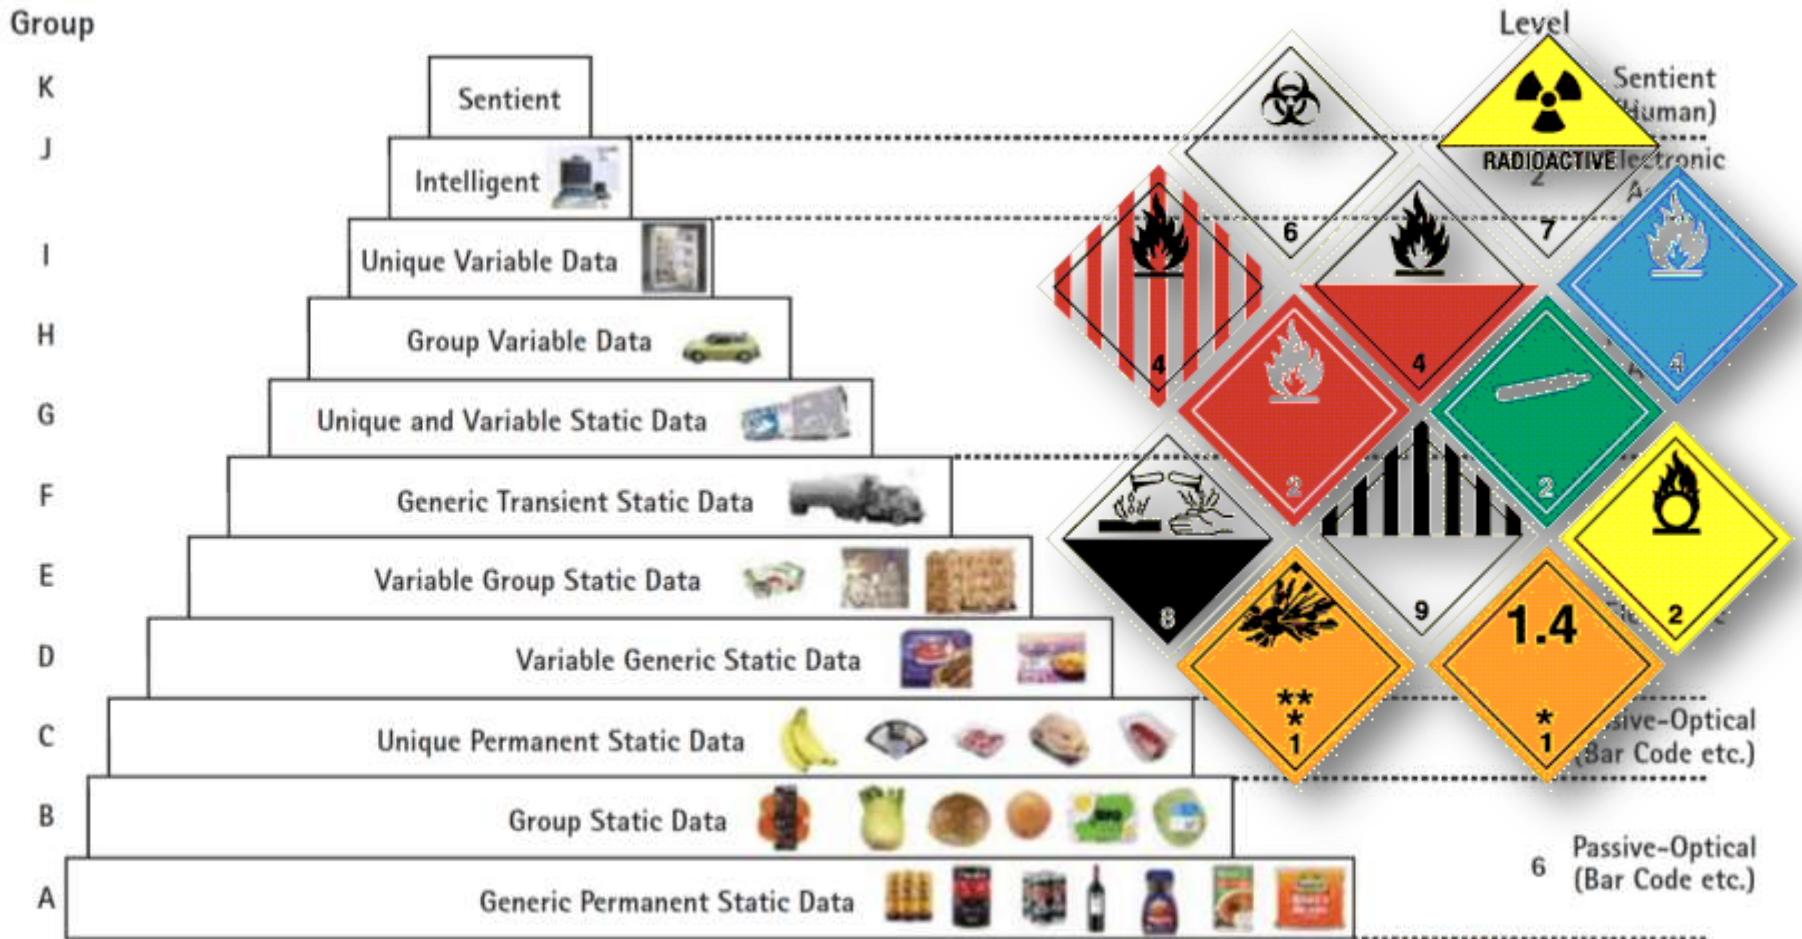 Group
Level
K
Sentient
Sentient
(Human)
J
Intelligent
RADIOACTIVE
Electronic
2
6
7
I
Unique Variable Data
H
Group Variable Data
4
4
4
G
Unique and Variable Static Data
2
2
F
Generic Transient Static Data
E
Variable Group Static Data
8
9
2
1.4
D
Variable Generic Static Data
**
*
1
*
1
C
Unique Permanent Static Data
(Bar Code etc.)
B
Group Static Data
6
Passive-Optical
(Bar Code etc.)
A
Generic Permanent Static Data